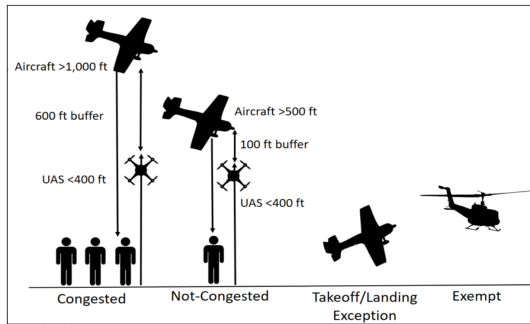 Aircraft >1,000 ft
600 ft buffer
UAS <400 ft
Aircraft >500 ft
100 ft buffer
UAS <400 ft
Congested
Not-Congested
Takeoff/Landing
Exception
Exempt